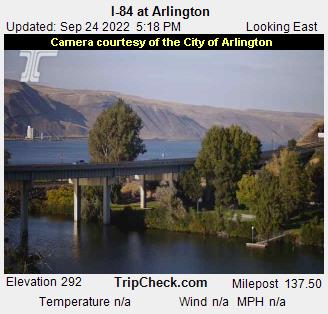 I-84 at Arlington
Updated: Sep 24 2022 5:18 PM Looking East
Camera courtesy of the City of Arlington
Elevation 292 TripCheck.com Milepost 137.50
Temperature n/a Wind n/a MPH n/a